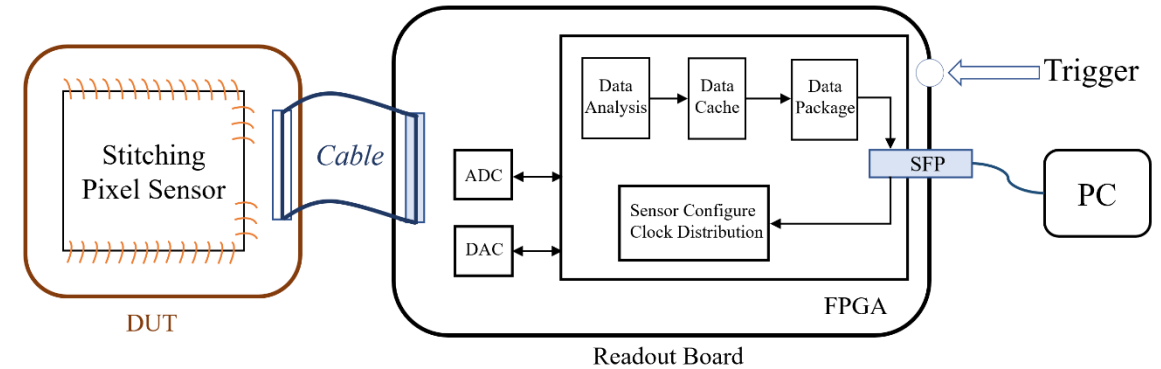 Stitching
Pixel Sensor
DUT
Cable
ADC
DAC
Data
Analysis
Data
Cache
Data
Package
SFP
Sensor Configure
Clock Distribution
FPGA
Readout Board
Trigger
PC